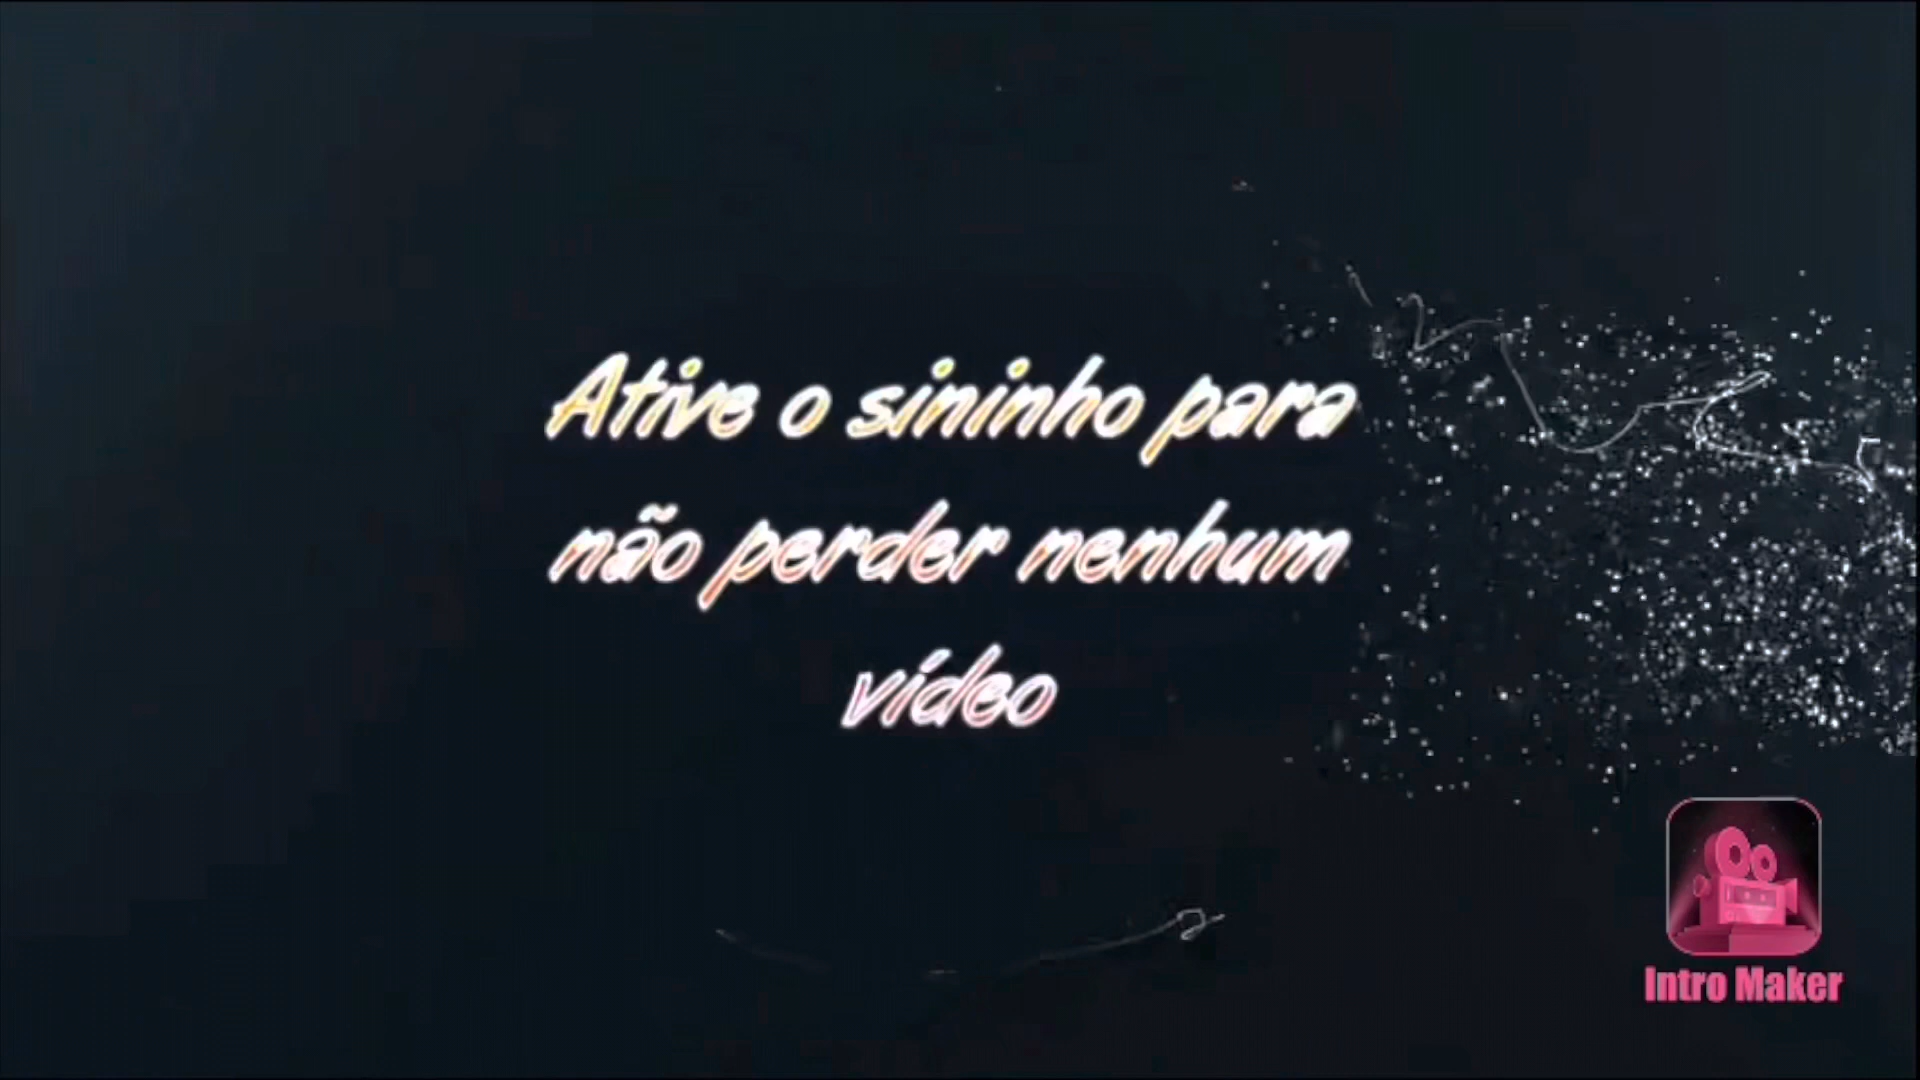 Ative o sininho para
não perder nenhum
vídeo
Intro Maker